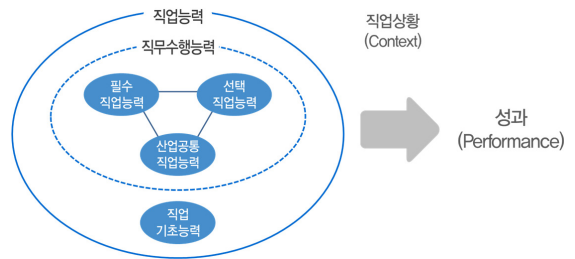 직업능력
직무수행능력
필수
직업능력
선택
직업능력
산업공통
직업능력
직업
기초능력
직업상황
(Context)
성과
(Performance)